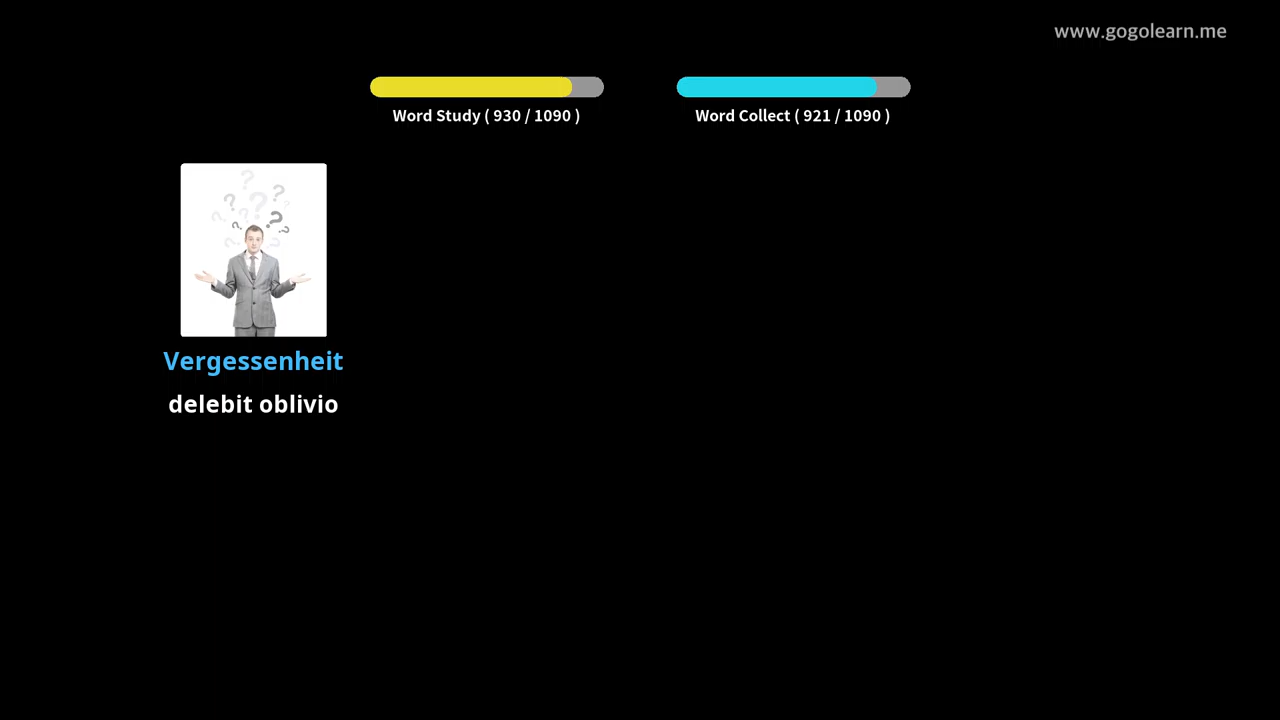 www.gogolearn.me
Word Study ( 930 / 1090 )
Word Collect ( 921 / 1090 )
Vergessenheit
delebit oblivio